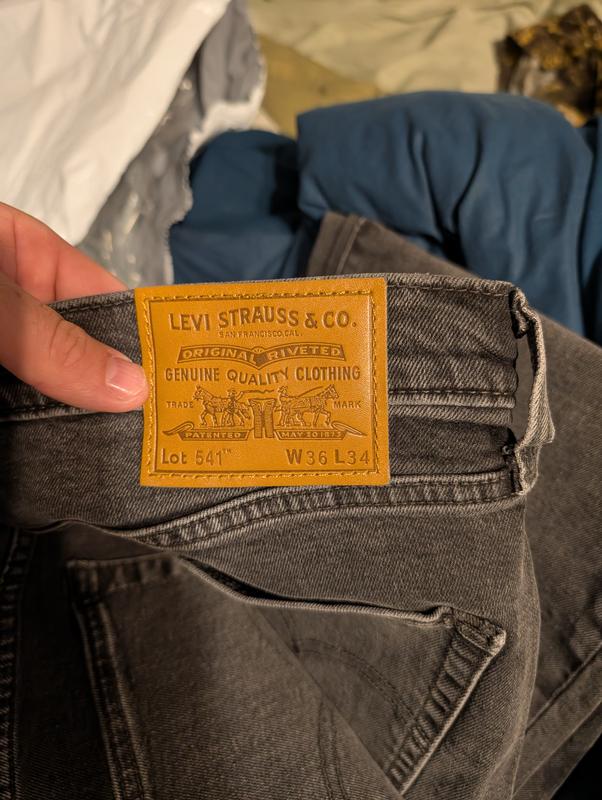 LEVI STRAUSS & CO.
SAN FRANCISCO, CAL.
ORIGINAL RIVETED
GENUINE QUALITY CLOTHING
TRADE MARK
PATENTED MAY 20 1873
Lot 541™ W36 L34